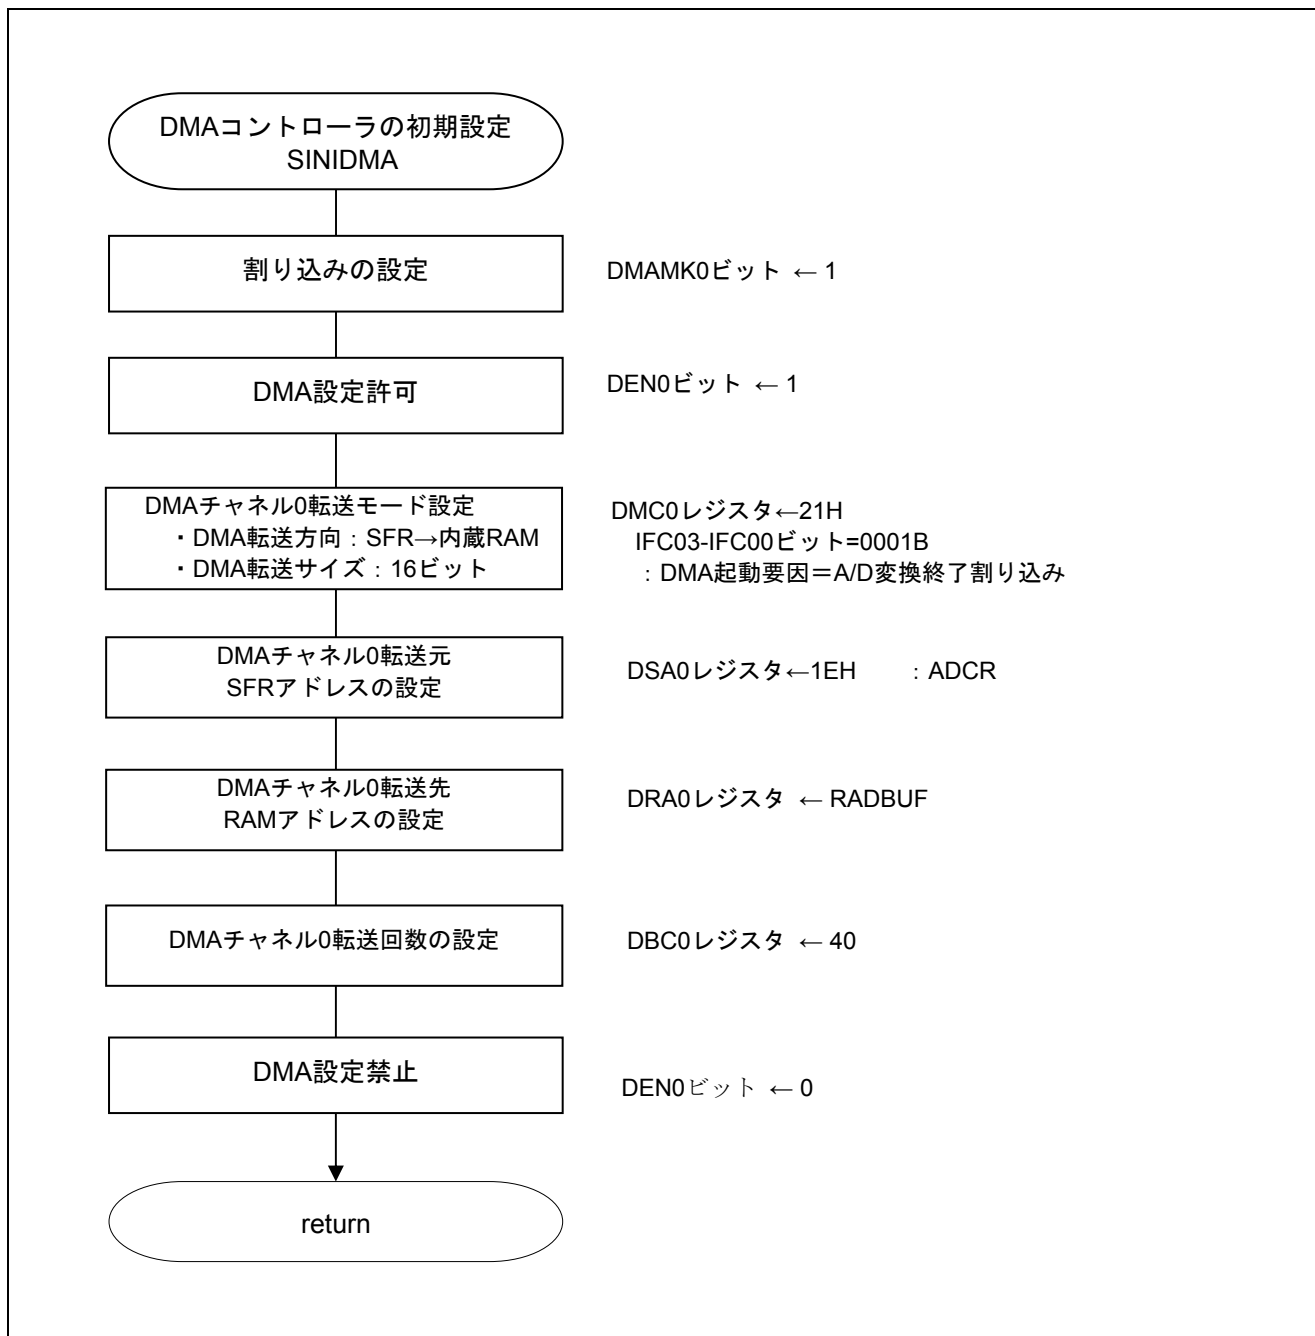 DMAコントローラの初期設定
SINIDMA
割り込みの設定
DMAMK0ビット ← 1
DMA設定許可
DEN0ビット ← 1
DMAチャネル0転送モード設定
・DMA転送方向：SFR→内蔵RAM
・DMA転送サイズ：16ビット
DMC0レジスタ←21H
IFC03-IFC00ビット=0001B
：DMA起動要因＝A/D変換終了割り込み
DMAチャネル0転送元
SFRアドレスの設定
DSA0レジスタ←1EH ：ADCR
DMAチャネル0転送先
RAMアドレスの設定
DRA0レジスタ ← RADBUF
DMAチャネル0転送回数の設定
DBC0レジスタ ← 40
DMA設定禁止
DEN0ビット ← 0
return